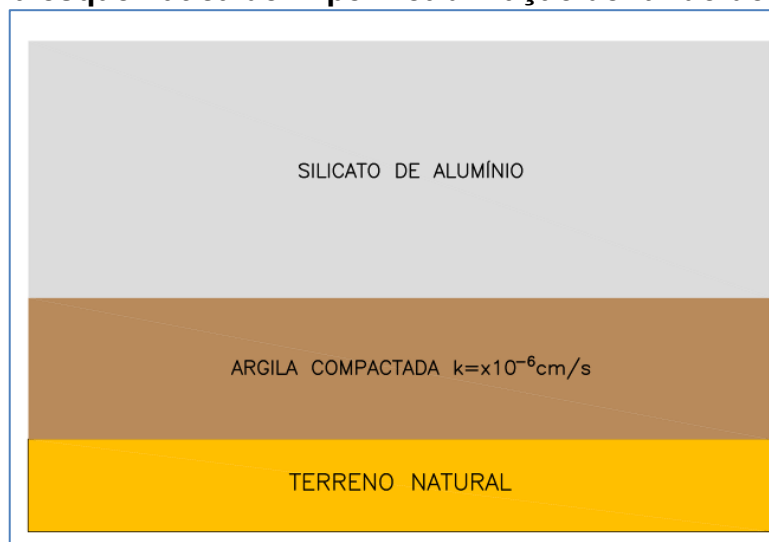 SILICATO DE ALUMÍNIO
ARGILA COMPACTADA k=x10⁻⁶cm/s
TERRENO NATURAL